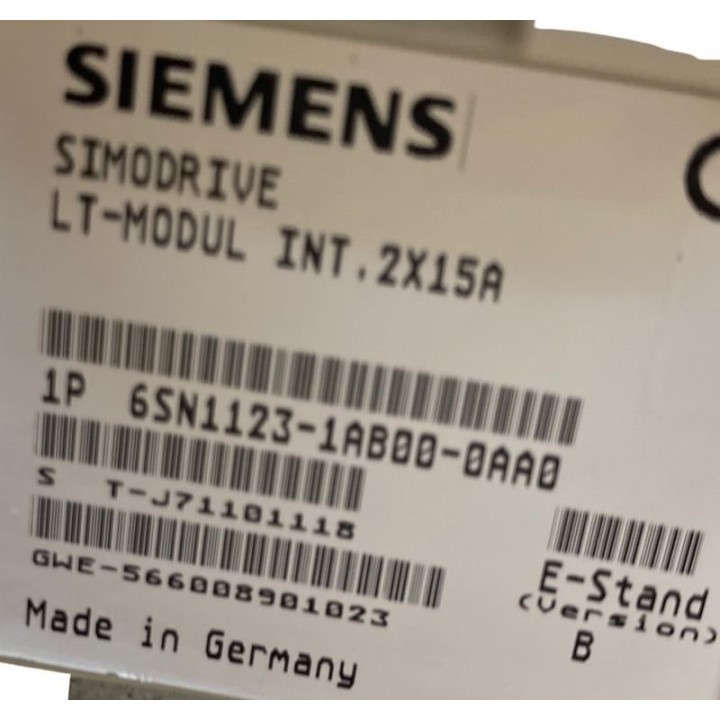 SIEMENS
SIMODRIVE
LT-MODUL INT.2X15A
1P 6SN1123-1AB00-0AA0
S T-J71101118
GWE-566008901023
E-Stand
(Version)
B
Made in Germany